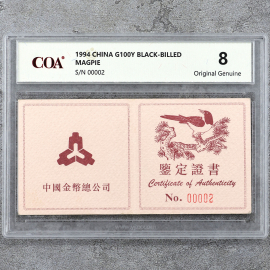 COA
1994 CHINA G100Y BLACK-BILLED
MAGPIE
S/N 00002
8
Original Genuine
中國金幣總公司
鑒定證書
Certificate of Authenticity
No. 00002